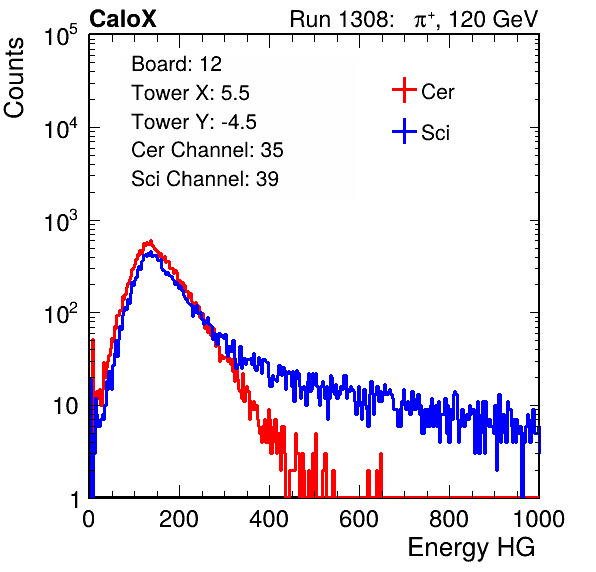 CaloX Run 1308: π⁺, 120 GeV
Counts
10⁵
10⁴
10³
10²
10
1
Board: 12
Tower X: 5.5
Tower Y: -4.5
Cer Channel: 35
Sci Channel: 39
Cer
Sci
0 200 400 600 800 1000
Energy HG